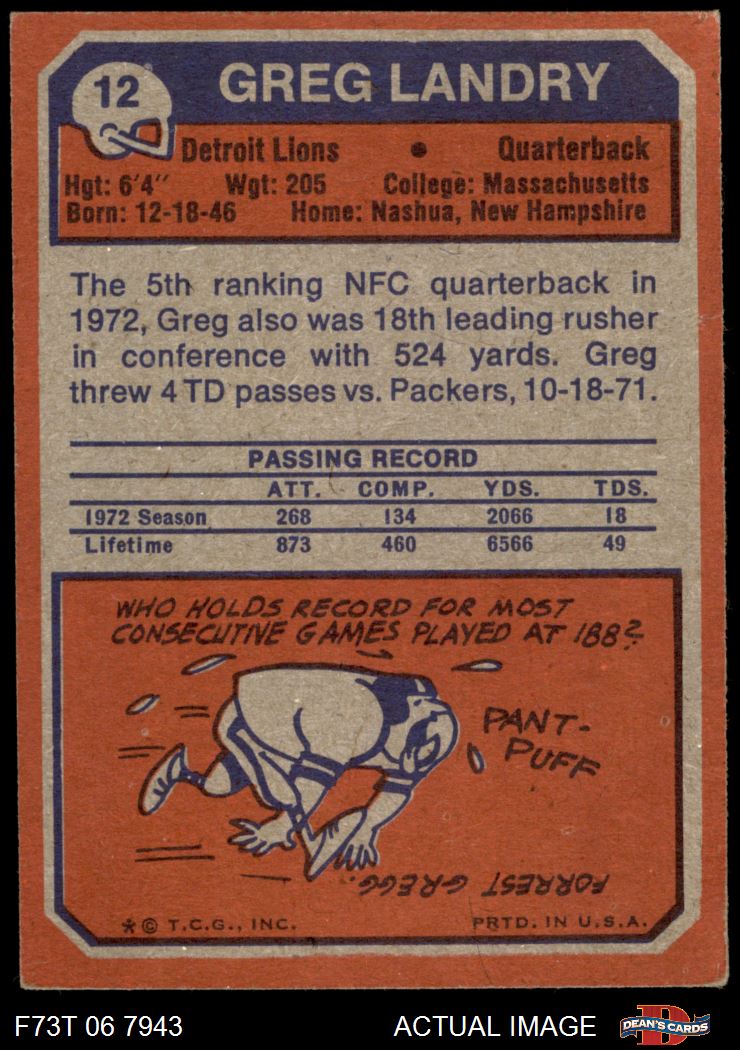 12 GREG LANDRY
Detroit Lions • Quarterback
Hgt: 6'4" Wgt: 205 College: Massachusetts
Born: 12-18-46 Home: Nashua, New Hampshire
The 5th ranking NFC quarterback in
1972, Greg also was 18th leading rusher
in conference with 524 yards. Greg
threw 4 TD passes vs. Packers, 10-18-71.
PASSING RECORD
ATT. COMP. YDS. TDS.
1972 Season 268 134 2066 18
Lifetime 873 460 6566 49
WHO HOLDS RECORD FOR MOST
CONSECUTIVE GAMES PLAYED AT 188?
PANT-
PUFF
FORREST GREGG.
* © T.C.G., INC. PRTD. IN U.S.A.
F73T 06 7943 ACTUAL IMAGE D DEAN'S CARDS